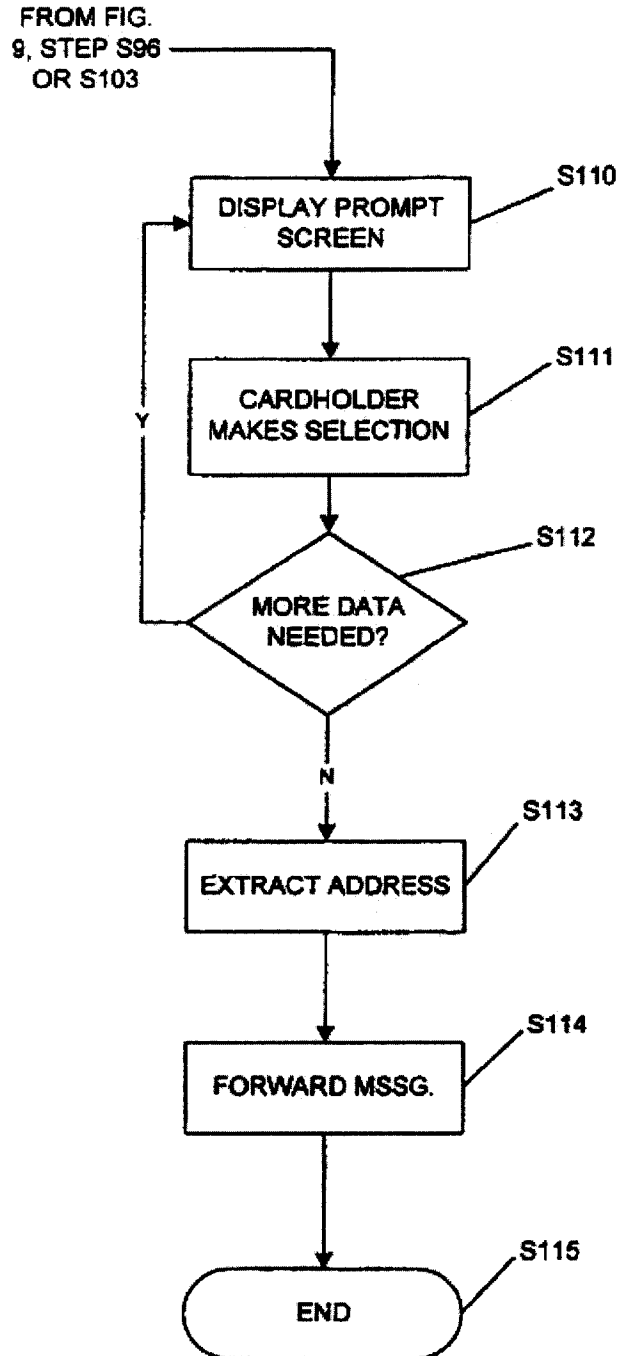 FROM FIG.
9, STEP S96
OR S103
S110
DISPLAY PROMPT
SCREEN
S111
CARDHOLDER
MAKES SELECTION
Y
S112
MORE DATA
NEEDED?
N
S113
EXTRACT ADDRESS
S114
FORWARD MSSG.
S115
END